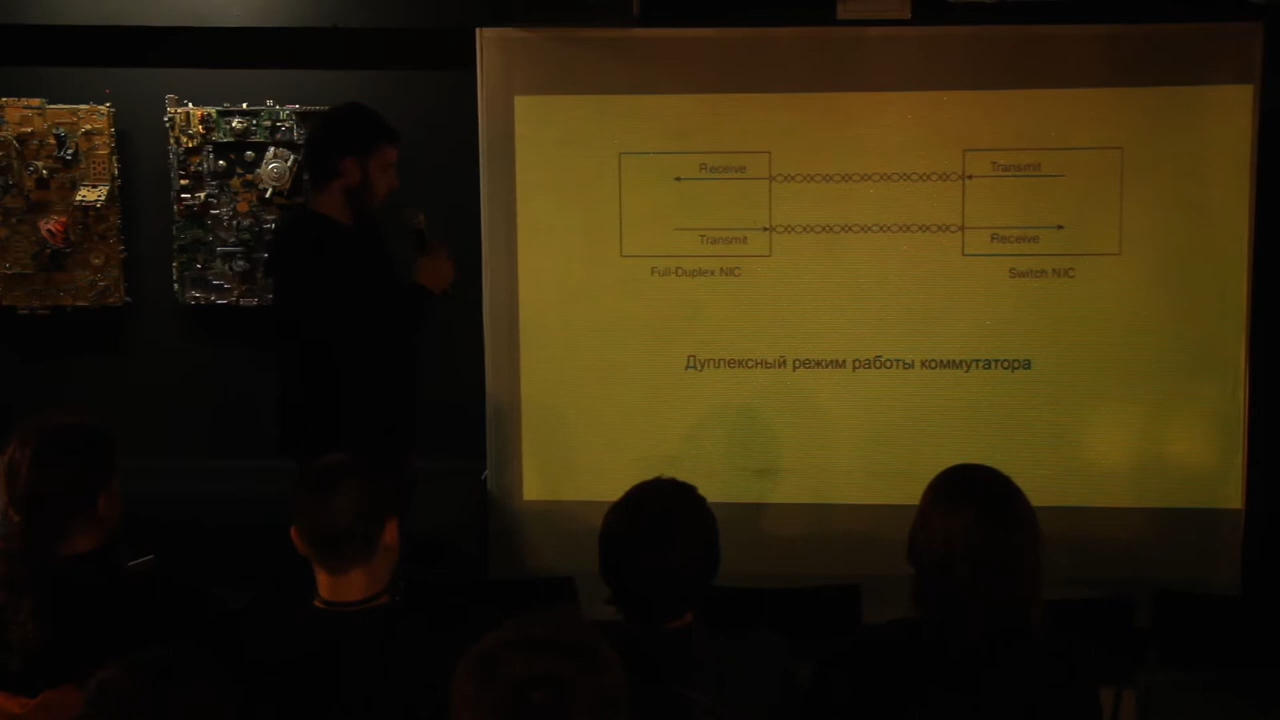 Receive
Transmit
Transmit
Receive
Full-Duplex NIC
Switch NIC
Дуплексный режим работы коммутатора